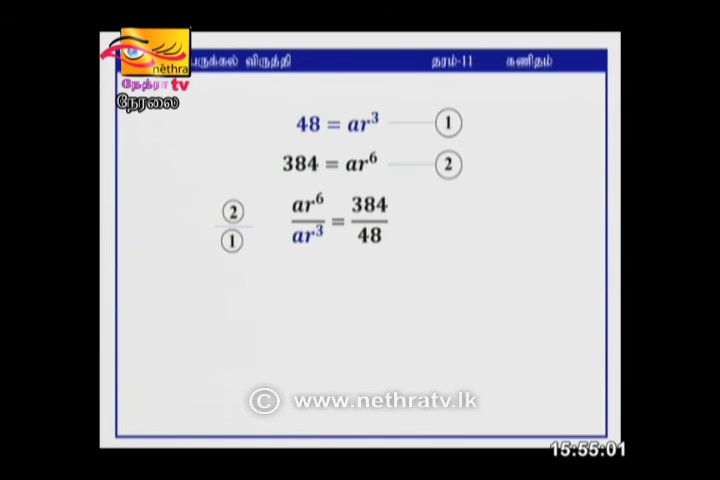 nethra
நேத்ரா tv
நேரலை
பருக்கல் விருத்தி தரம்-11 கணிதம்
48 = ar³ 1
384 = ar⁶ 2
2 / 1 ar⁶ / ar³ = 384 / 48
© www.nethratv.lk
15:55:01